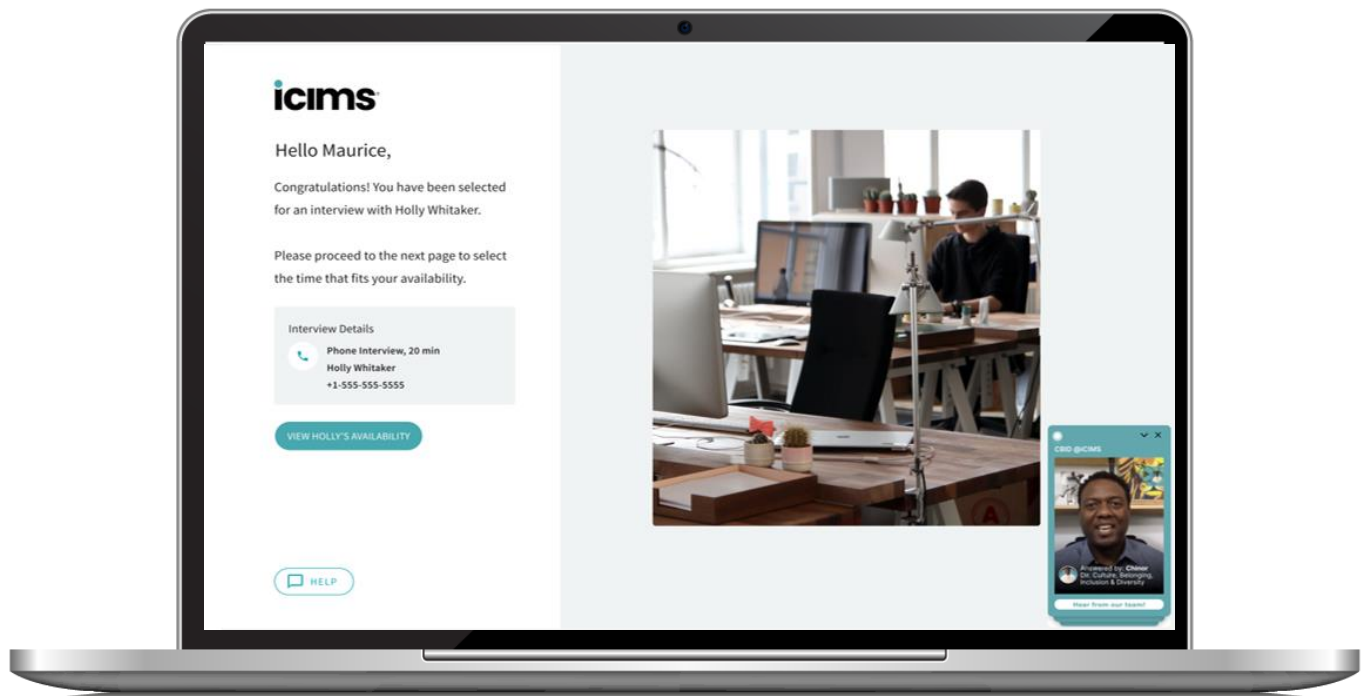 icims
Hello Maurice,
Congratulations! You have been selected
for an interview with Holly Whitaker.
Please proceed to the next page to select
the time that fits your availability.
Interview Details
Phone Interview, 20 min
Holly Whitaker
+1-555-555-5555
VIEW HOLLY'S AVAILABILITY
HELP
CBID @iCIMS
Answered by: Chinor
Dir. Culture, Belonging,
Inclusion & Diversity
Hear from our team!
A